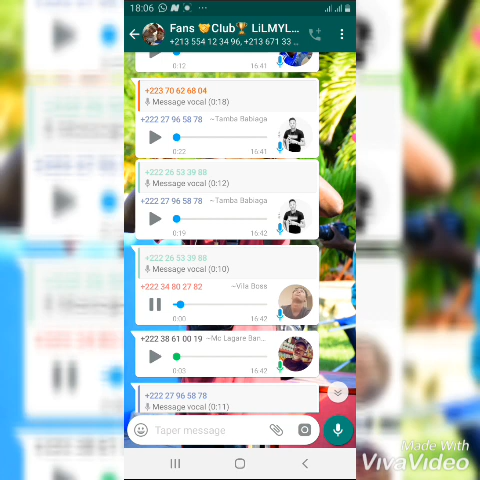 18:06
Fans Club LiLMYL...
+213 554 12 34 96, +213 671 33 ...
0:12
16:41
+223 70 62 68 04
Message vocal (0:18)
+222 27 96 58 78 ~Tamba Babiaga
0:22
16:41
+222 26 53 39 88
Message vocal (0:12)
+222 27 96 58 78 ~Tamba Babiaga
0:19
16:42
+222 26 53 39 88
Message vocal (0:10)
+222 34 80 27 82 ~Vila Boss
0:00
16:42
+222 38 61 00 19 ~Mc Lagare Ban...
0:03
16:42
+222 27 96 58 78
Message vocal (0:11)
Taper message
Made With
VivaVideo